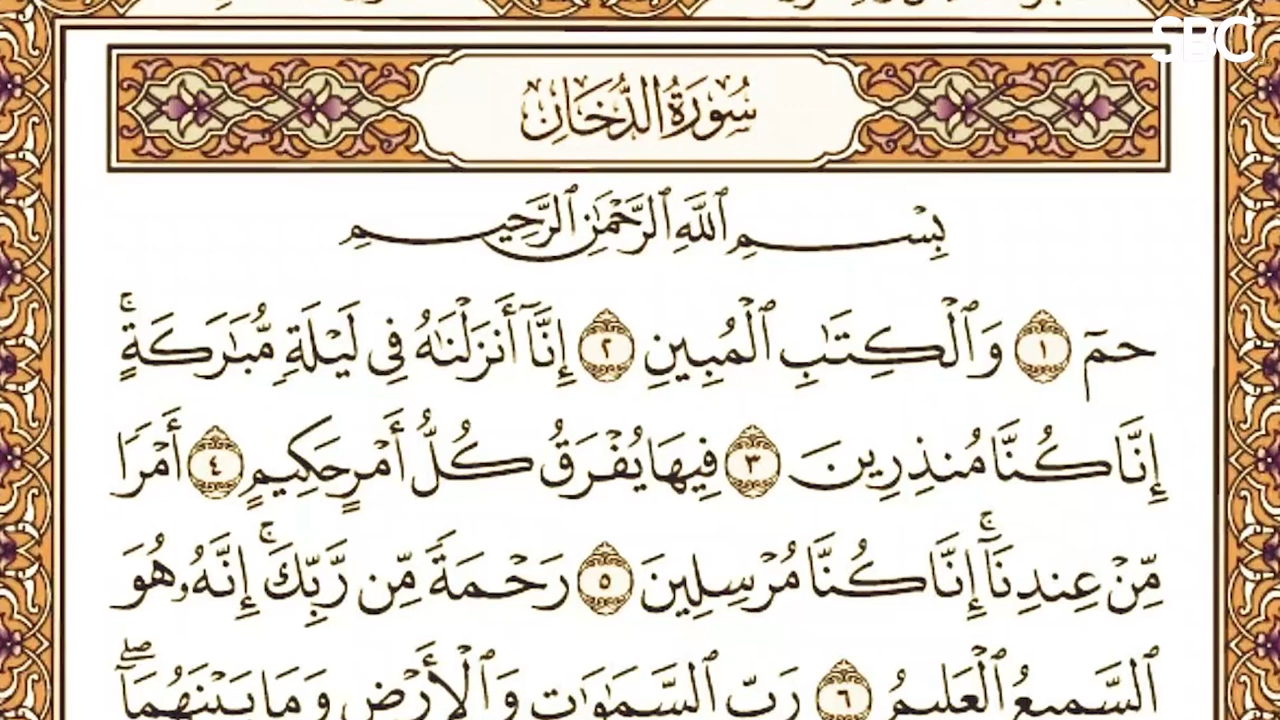 SBC
سُورَةُ الدُّخَانِ
بِسْمِ ٱللَّهِ ٱلرَّحْمَٰنِ ٱلرَّحِيمِ
حمٓ ١ وَٱلْكِتَٰبِ ٱلْمُبِينِ ٢ إِنَّآ أَنزَلْنَٰهُ فِى لَيْلَةٍ مُّبَٰرَكَةٍ ۚ
إِنَّا كُنَّا مُنذِرِينَ ٣ فِيهَا يُفْرَقُ كُلُّ أَمْرٍ حَكِيمٍ ٤ أَمْرًا
مِّنْ عِندِنَآ ۚ إِنَّا كُنَّا مُرْسِلِينَ ٥ رَحْمَةً مِّن رَّبِّكَ ۚ إِنَّهُۥ هُوَ
ٱلسَّمِيعُ ٱلْعَلِيمُ ٦ رَبِّ ٱلسَّمَٰوَٰتِ وَٱلْأَرْضِ وَمَا بَيْنَهُمَآ ۖ